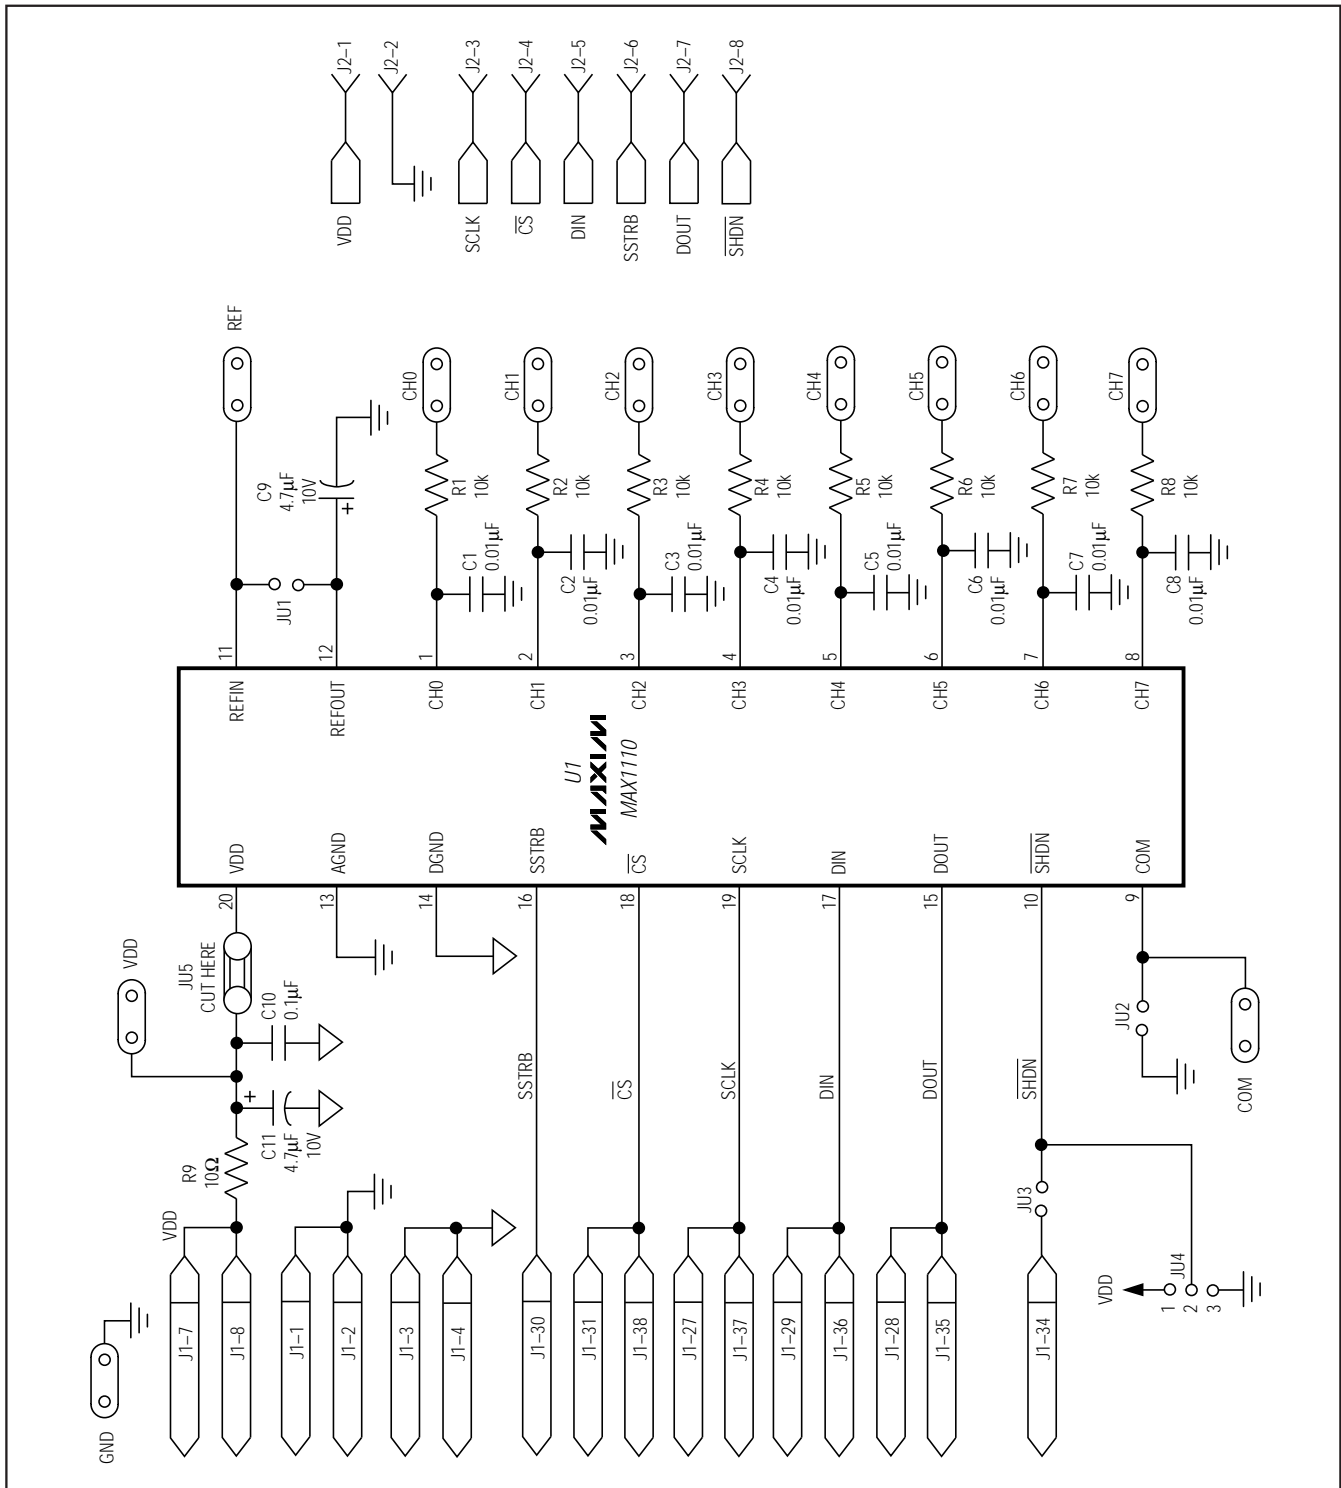 GND
J1–7
J1–8
J1–1
J1–2
J1–3
J1–4
J1–30
J1–31
J1–38
J1–27
J1–37
J1–29
J1–36
J1–28
J1–35
J1–34
VDD
R9
10Ω
C11
4.7µF
10V
+
C10
0.1µF
VDD
JU5
CUT HERE
SSTRB
C̅S̅
SCLK
DIN
DOUT
S̅H̅D̅N̅
JU3
VDD
1
2
3
JU4
JU2
COM
20
13
14
16
18
19
17
15
10
9
VDD
AGND
DGND
SSTRB
C̅S̅
SCLK
DIN
DOUT
S̅H̅D̅N̅
COM
U1
MAXIM
MAX1110
REFIN
REFOUT
CH0
CH1
CH2
CH3
CH4
CH5
CH6
CH7
11
12
1
2
3
4
5
6
7
8
JU1
C9
4.7µF
10V
+
REF
C1
0.01µF
C2
0.01µF
C3
0.01µF
C4
0.01µF
C5
0.01µF
C6
0.01µF
C7
0.01µF
C8
0.01µF
R1
10k
R2
10k
R3
10k
R4
10k
R5
10k
R6
10k
R7
10k
R8
10k
CH0
CH1
CH2
CH3
CH4
CH5
CH6
CH7
VDD
SCLK
C̅S̅
DIN
SSTRB
DOUT
S̅H̅D̅N̅
J2–1
J2–2
J2–3
J2–4
J2–5
J2–6
J2–7
J2–8